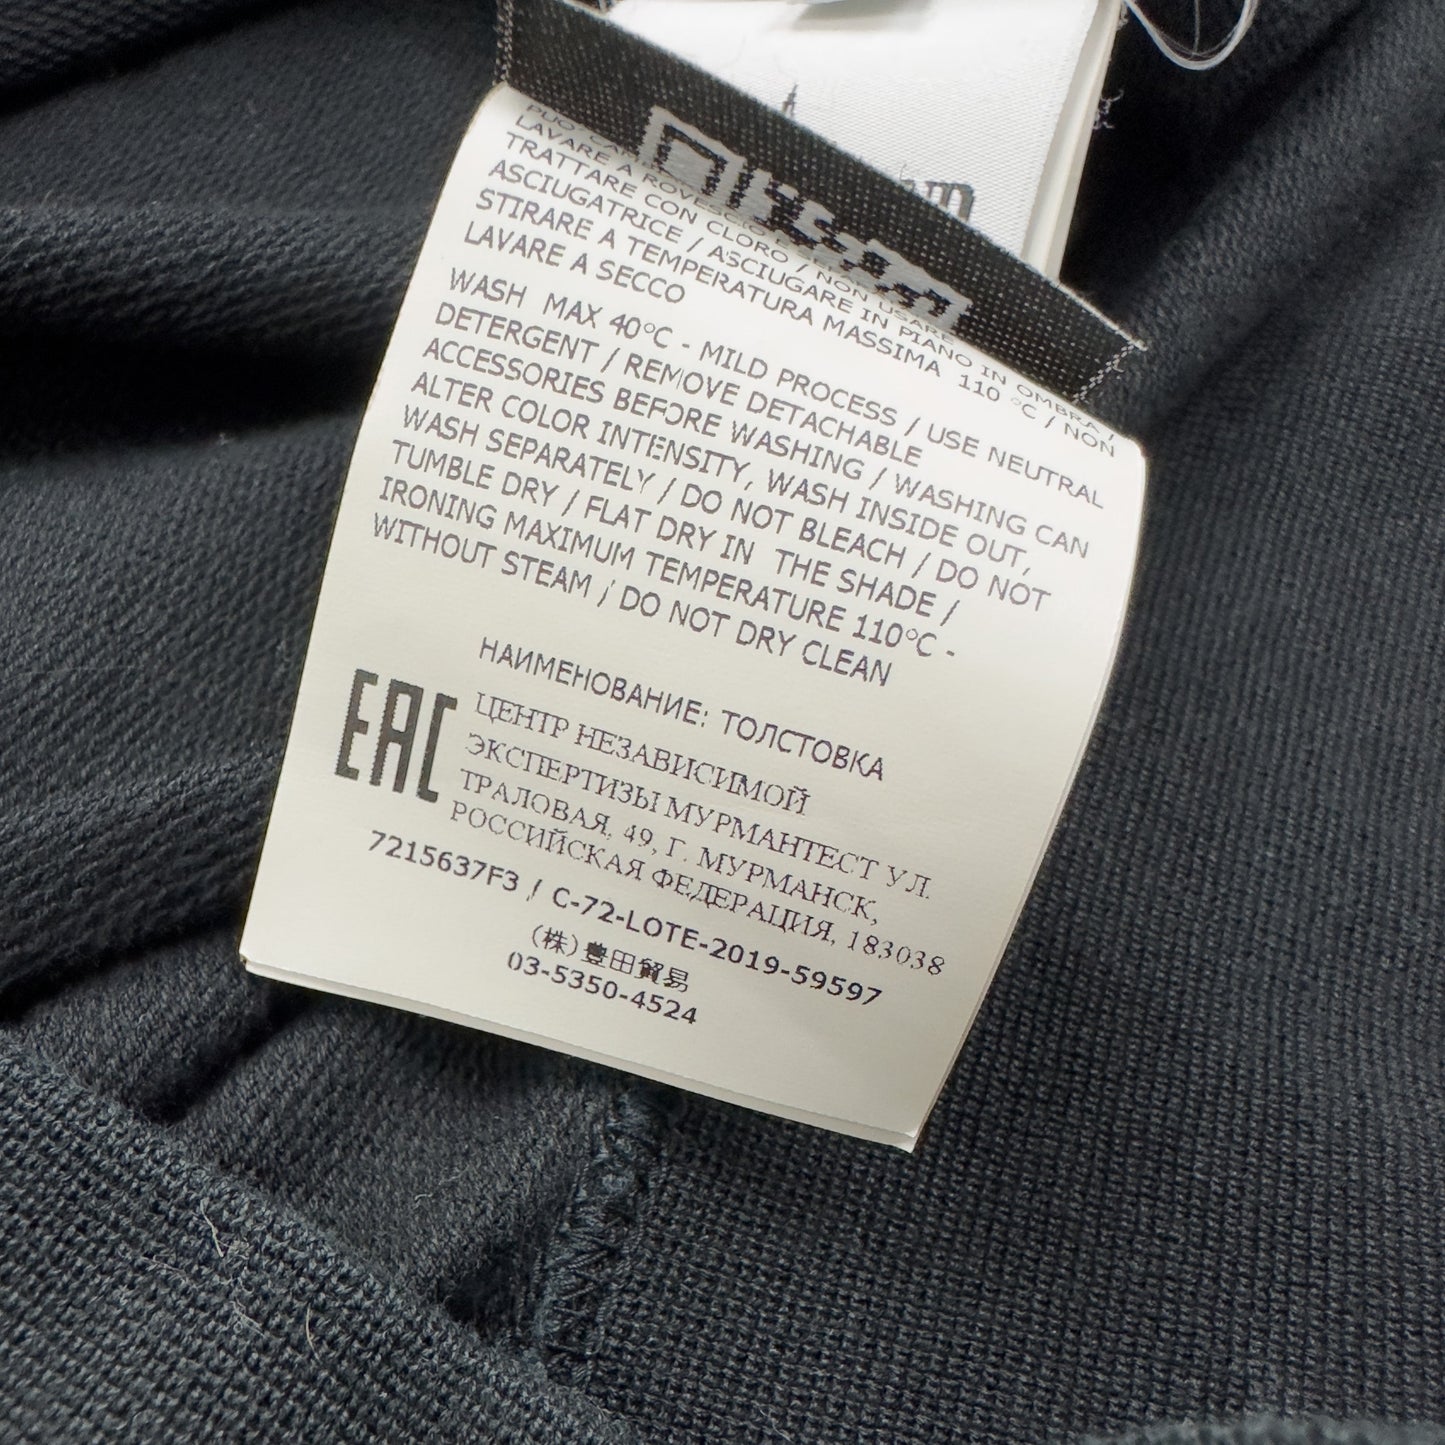 LAVARE A ROVESCIO
TRATTARE CON CLORO / NON USARE
ASCIUGATRICE / ASCIUGARE IN PIANO IN OMBRA /
STIRARE A TEMPERATURA MASSIMA 110 °C / NON
LAVARE A SECCO
WASH MAX 40°C - MILD PROCESS / USE NEUTRAL
DETERGENT / REMOVE DETACHABLE
ACCESSORIES BEFORE WASHING / WASHING CAN
ALTER COLOR INTENSITY, WASH INSIDE OUT,
WASH SEPARATELY / DO NOT BLEACH / DO NOT
TUMBLE DRY / FLAT DRY IN THE SHADE /
IRONING MAXIMUM TEMPERATURE 110°C -
WITHOUT STEAM / DO NOT DRY CLEAN
НАИМЕНОВАНИЕ: ТОЛСТОВКА
EAC
ЦЕНТР НЕЗАВИСИМОЙ
ЭКСПЕРТИЗЫ МУРМАНТЕСТ УЛ.
ТРАЛОВАЯ, 49, Г. МУРМАНСК,
РОССИЙСКАЯ ФЕДЕРАЦИЯ, 183038
7215637F3 / C-72-LOTE-2019-59597
(株)豊田貿易
03-5350-4524